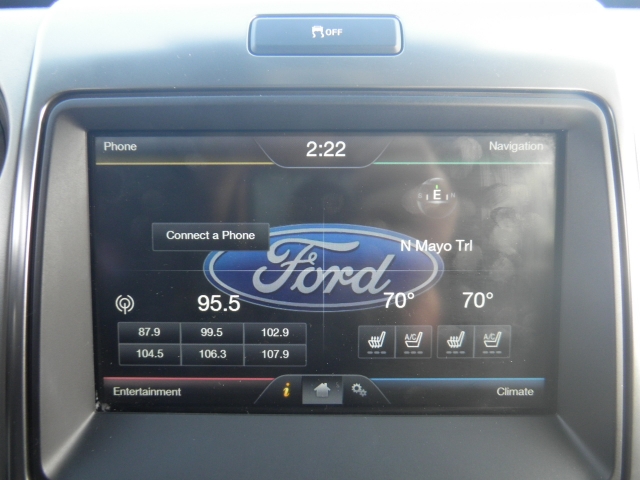 OFF
Phone 2:22 Navigation
E
Connect a Phone
Ford
N Mayo Trl
95.5 70° 70°
87.9 99.5 102.9
A/C A/C
104.5 106.3 107.9
Entertainment i Climate